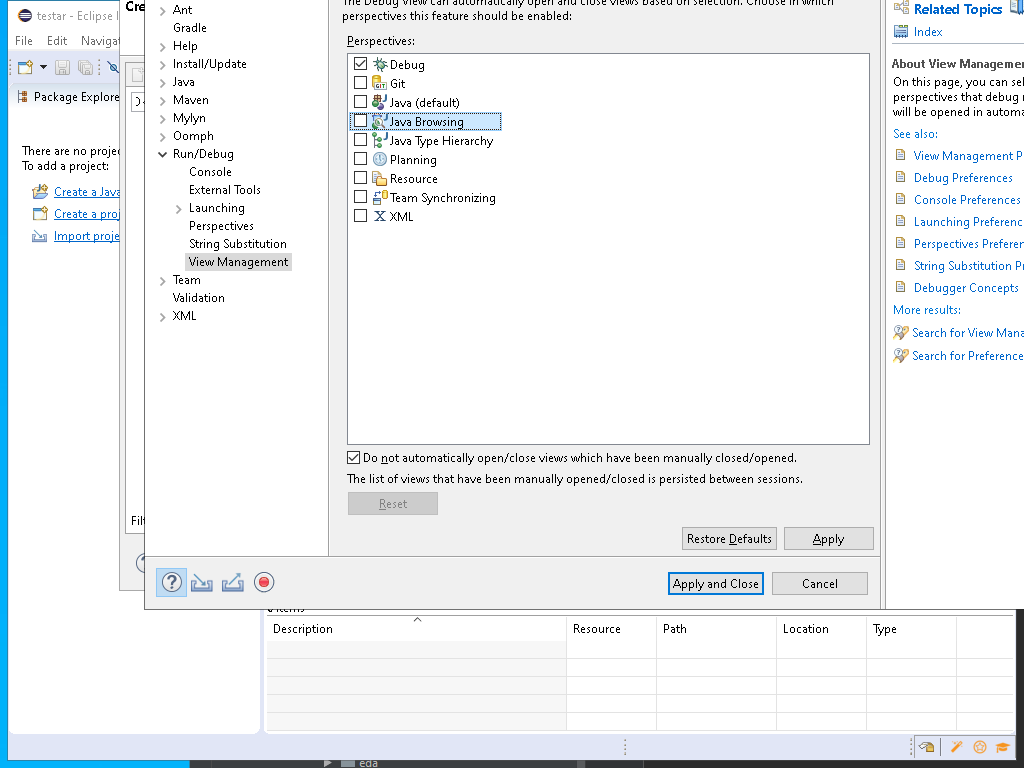 testar - Eclipse I
File Edit Navigat
Package Explore
There are no projec
To add a project:
Create a Java
Create a proj
Import proje
Cre
Filt
Ant
Gradle
Help
Install/Update
Java
Maven
Mylyn
Oomph
Run/Debug
Console
External Tools
Launching
Perspectives
String Substitution
View Management
Team
Validation
XML
The Debug View can automatically open and close views based on selection. Choose in which
perspectives this feature should be enabled:
Perspectives:
Debug
Git
Java (default)
Java Browsing
Java Type Hierarchy
Planning
Resource
Team Synchronizing
XML
Do not automatically open/close views which have been manually closed/opened.
The list of views that have been manually opened/closed is persisted between sessions.
Reset
Restore Defaults Apply
Apply and Close Cancel
Related Topics
Index
About View Managemen
On this page, you can sel
perspectives that debug
will be opened in automa
See also:
View Management P
Debug Preferences
Console Preferences
Launching Preferenc
Perspectives Preferen
String Substitution Pr
Debugger Concepts
More results:
Search for View Mana
Search for Preference
0 items
Description Resource Path Location Type
eda